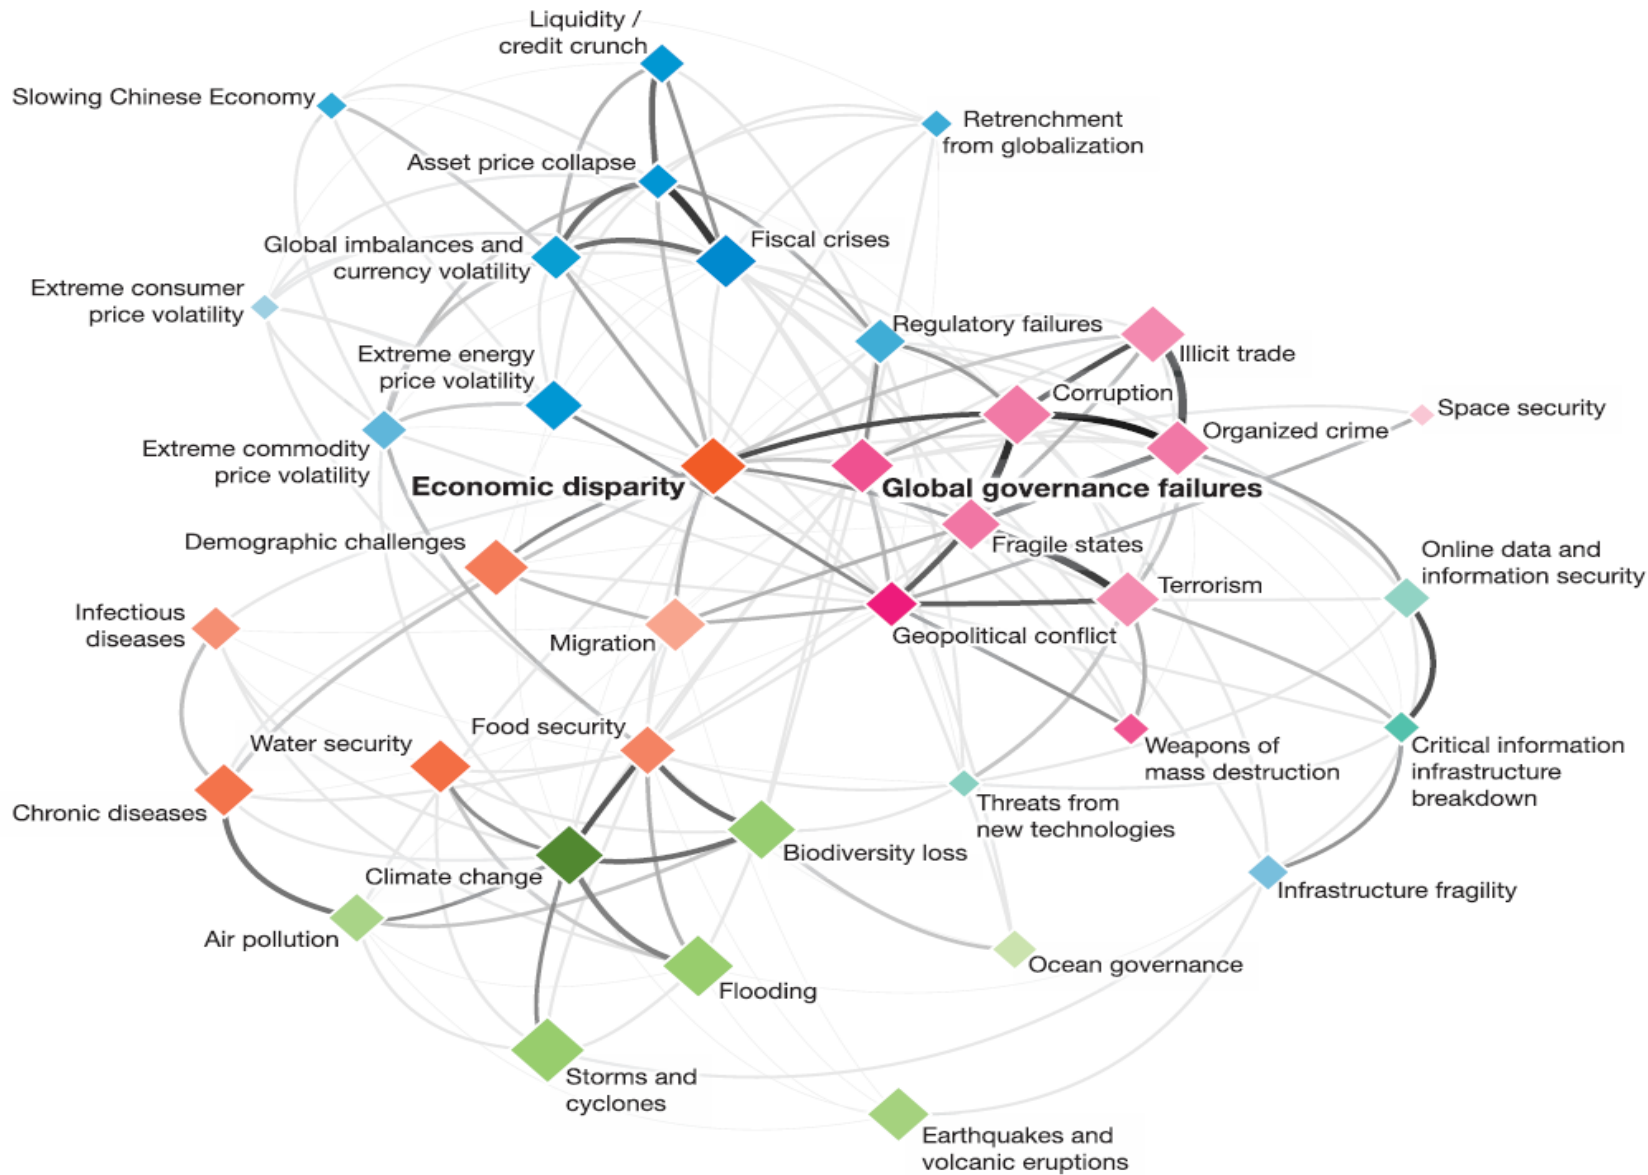 Liquidity /
credit crunch
Slowing Chinese Economy
Retrenchment
from globalization
Asset price collapse
Fiscal crises
Global imbalances and
currency volatility
Extreme consumer
price volatility
Regulatory failures
Illicit trade
Extreme energy
price volatility
Corruption
Space security
Organized crime
Extreme commodity
price volatility
Economic disparity
Global governance failures
Demographic challenges
Fragile states
Online data and
information security
Terrorism
Infectious
diseases
Migration
Geopolitical conflict
Food security
Water security
Weapons of
mass destruction
Critical information
infrastructure
breakdown
Chronic diseases
Threats from
new technologies
Biodiversity loss
Climate change
Infrastructure fragility
Air pollution
Ocean governance
Flooding
Storms and
cyclones
Earthquakes and
volcanic eruptions